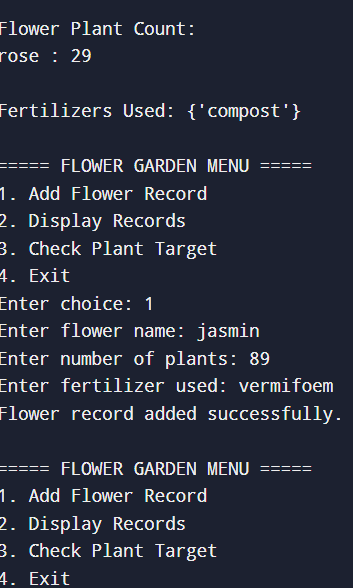 Flower Plant Count:
rose : 29
Fertilizers Used: {'compost'}
===== FLOWER GARDEN MENU =====
1. Add Flower Record
2. Display Records
3. Check Plant Target
4. Exit
Enter choice: 1
Enter flower name: jasmin
Enter number of plants: 89
Enter fertilizer used: vermifoem
Flower record added successfully.
===== FLOWER GARDEN MENU =====
1. Add Flower Record
2. Display Records
3. Check Plant Target
4. Exit